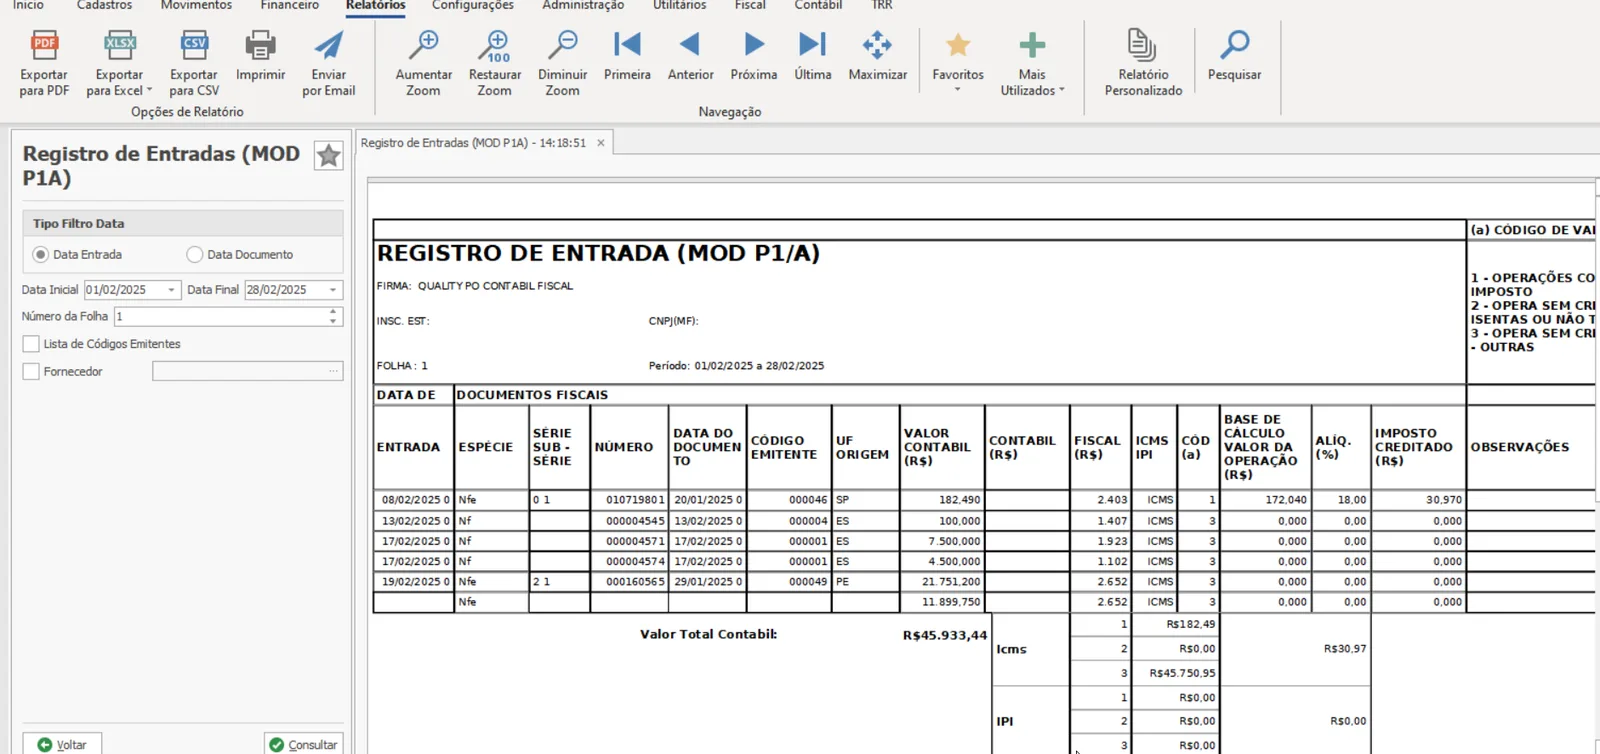 Início Cadastros Movimentos Financeiro Relatórios Configurações Administração Utilitários Fiscal Contábil TRR
PDF XLSX CSV 100
Exportar para PDF
Exportar para Excel
Exportar para CSV
Imprimir
Enviar por Email
Aumentar Zoom
Restaurar Zoom
Diminuir Zoom
Primeira
Anterior
Próxima
Última
Maximizar
Favoritos
Mais Utilizados
Relatório Personalizado
Pesquisar
Opções de Relatório
Navegação
Registro de Entradas (MOD
P1A)
Tipo Filtro Data
Data Entrada Data Documento
Data Inicial 01/02/2025 Data Final 28/02/2025
Número da Folha 1
Lista de Códigos Emitentes
Fornecedor ...
Voltar Consultar
Registro de Entradas (MOD P1A) - 14:18:51 ×
REGISTRO DE ENTRADA (MOD P1/A)
FIRMA: QUALITY PO CONTABIL FISCAL
INSC. EST: CNPJ(MF):
FOLHA : 1 Período: 01/02/2025 a 28/02/2025
(a) CÓDIGO DE VAI
1 - OPERAÇÕES CO
IMPOSTO
2 - OPERA SEM CRI
ISENTAS OU NÃO T
3 - OPERA SEM CRI
- OUTRAS
DATA DE DOCUMENTOS FISCAIS
ENTRADA
ESPÉCIE
SÉRIE
SUB -
SÉRIE
NÚMERO
DATA DO
DOCUMEN
TO
CÓDIGO
EMITENTE
UF
ORIGEM
VALOR
CONTABIL
(R$)
CONTABIL
(R$)
FISCAL
(R$)
ICMS
IPI
CÓD
(a)
BASE DE
CÁLCULO
VALOR DA
OPERAÇÃO
(R$)
ALÍQ.
(%)
IMPOSTO
CREDITADO
(R$)
OBSERVAÇÕES
08/02/2025 0 Nfe 0 1 010719801 20/01/2025 0 000046 SP 182,490 2.403 ICMS 1 172,040 18,00 30,970
13/02/2025 0 Nf 000004545 13/02/2025 0 000004 ES 100,000 1.407 ICMS 3 0,000 0,00 0,000
17/02/2025 0 Nf 000004571 17/02/2025 0 000001 ES 7.500,000 1.923 ICMS 3 0,000 0,00 0,000
17/02/2025 0 Nf 000004574 17/02/2025 0 000001 ES 4.500,000 1.102 ICMS 3 0,000 0,00 0,000
19/02/2025 0 Nfe 2 1 000160565 29/01/2025 0 000049 PE 21.751,200 2.652 ICMS 3 0,000 0,00 0,000
Nfe 11.899,750 2.652 ICMS 3 0,000 0,00 0,000
Valor Total Contabil: R$45.933,44
Icms
1 R$182,49
2 R$0,00
3 R$45.750,95
R$30,97
IPI
1 R$0,00
2 R$0,00
3 R$0,00
R$0,00